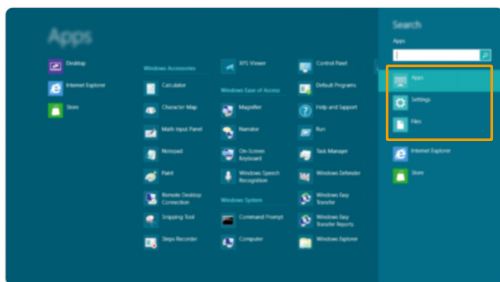 Apps
Desktop
Internet Explorer
Store
Windows Accessories
Calculator
Character Map
Math Input Panel
Notepad
Paint
Remote Desktop
Connection
Snipping Tool
Steps Recorder
XPS Viewer
Windows Ease of Access
Magnifier
Narrator
On-Screen
Keyboard
Windows Speech
Recognition
Windows System
Command Prompt
Computer
Control Panel
Default Programs
Help and Support
Run
Task Manager
Windows Defender
Windows Easy
Transfer
Windows Easy
Transfer Reports
Windows Explorer
Search
Apps
Apps
Settings
Files
Internet Explorer
Store